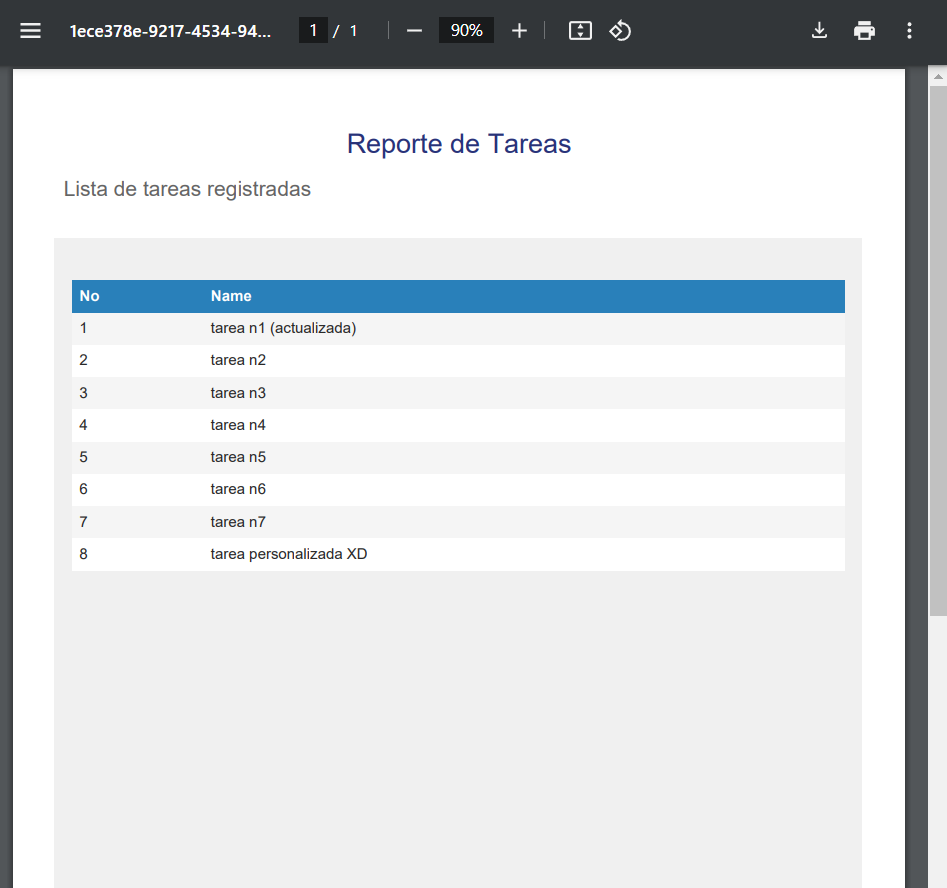 1ece378e-9217-4534-94... 1 / 1 90%
Reporte de Tareas
Lista de tareas registradas
No Name
1 tarea n1 (actualizada)
2 tarea n2
3 tarea n3
4 tarea n4
5 tarea n5
6 tarea n6
7 tarea n7
8 tarea personalizada XD